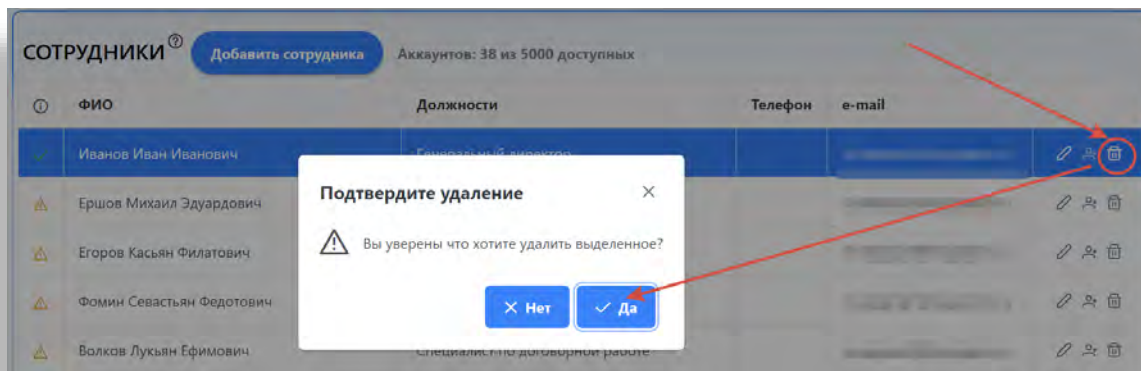 СОТРУДНИКИ
Добавить сотрудника
Аккаунтов: 38 из 5000 доступных
ФИО Должности Телефон e-mail
Иванов Иван Иванович Генеральный директор
Ершов Михаил Эдуардович
Егоров Касьян Филатович
Фомин Севастьян Федотович
Волков Лукьян Ефимович Специалист по договорной работе
Подтвердите удаление
Вы уверены что хотите удалить выделенное?
Нет Да